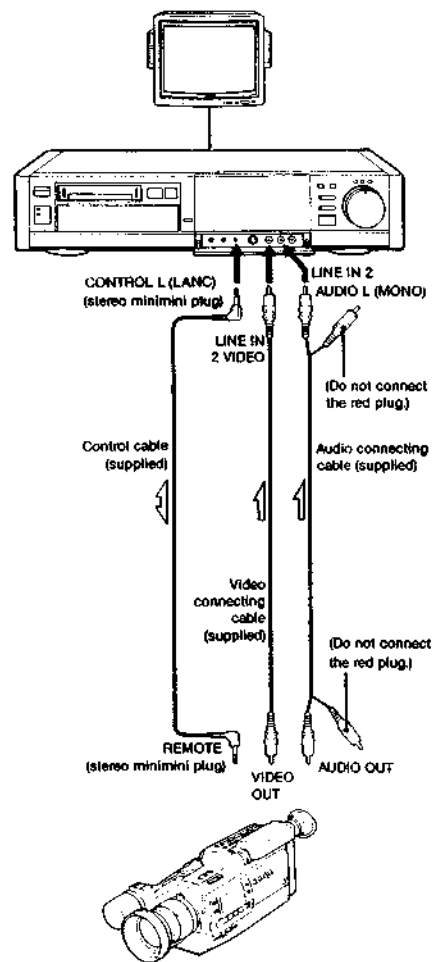 CONTROL L (LANC)
(stereo minimini plug)
LINE IN
2 VIDEO
LINE IN 2
AUDIO L (MONO)
(Do not connect
the red plug.)
Control cable
(supplied)
Audio connecting
cable (supplied)
Video
connecting
cable
(supplied)
(Do not connect
the red plug.)
REMOTE
(stereo minimini plug)
VIDEO
OUT
AUDIO OUT